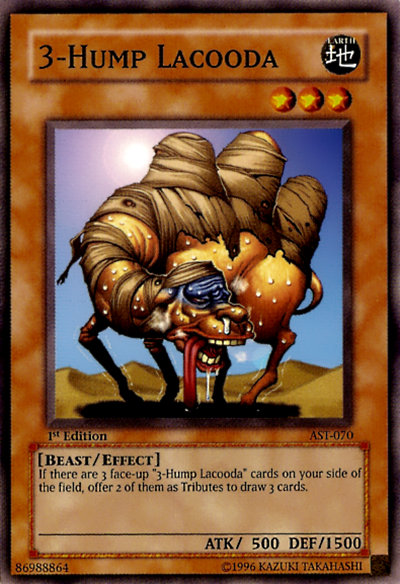 3-Hump Lacooda
EARTH
地
1st Edition
AST-070
[Beast/Effect]
If there are 3 face-up "3-Hump Lacooda" cards on your side of
the field, offer 2 of them as Tributes to draw 3 cards.
ATK/ 500 DEF/1500
86988864
©1996 KAZUKI TAKAHASHI